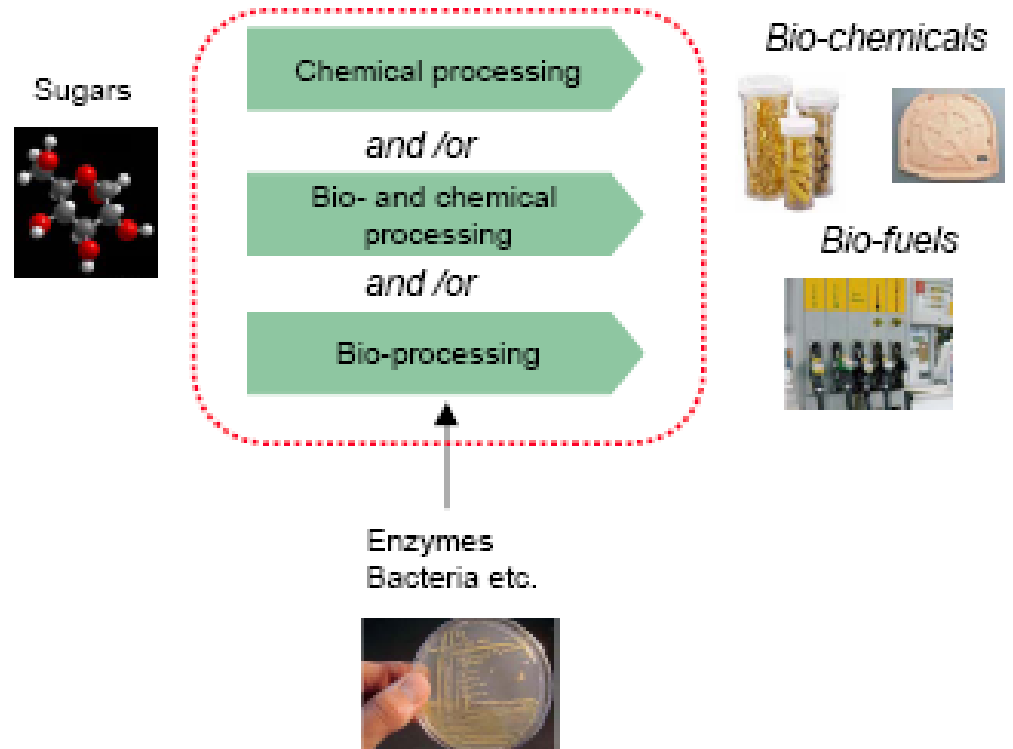 Sugars
Chemical processing
and /or
Bio- and chemical
processing
and /or
Bio-processing
Enzymes
Bacteria etc.
Bio-chemicals
Bio-fuels